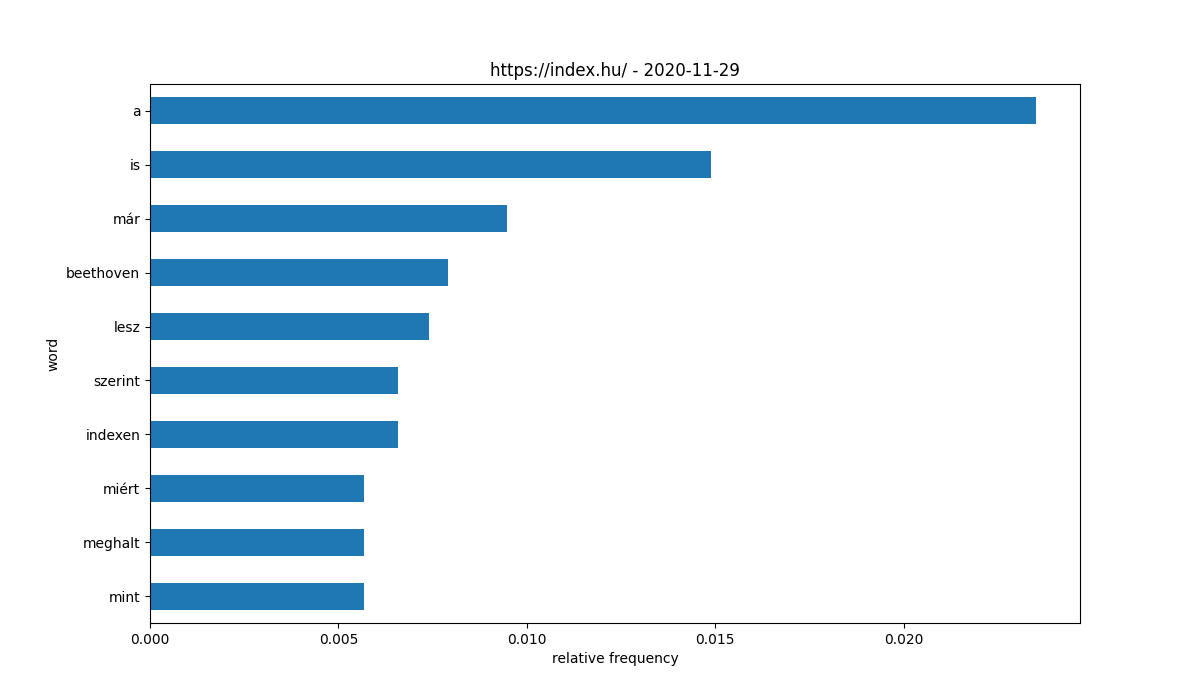 https://index.hu/ - 2020-11-29
a
is
már
beethoven
lesz
szerint
indexen
miért
meghalt
mint
word
0.000 0.005 0.010 0.015 0.020
relative frequency